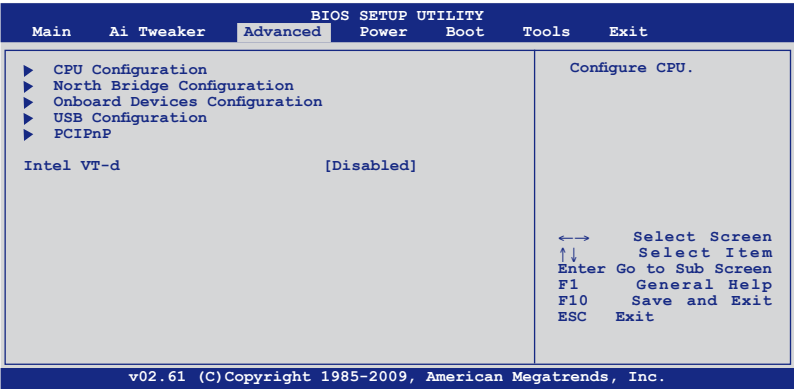 BIOS SETUP UTILITY
Main Ai Tweaker Advanced Power Boot Tools Exit
CPU Configuration
North Bridge Configuration
Onboard Devices Configuration
USB Configuration
PCIPnP
Intel VT-d [Disabled]
Configure CPU.
←→ Select Screen
↑↓ Select Item
Enter Go to Sub Screen
F1 General Help
F10 Save and Exit
ESC Exit
v02.61 (C)Copyright 1985-2009, American Megatrends, Inc.